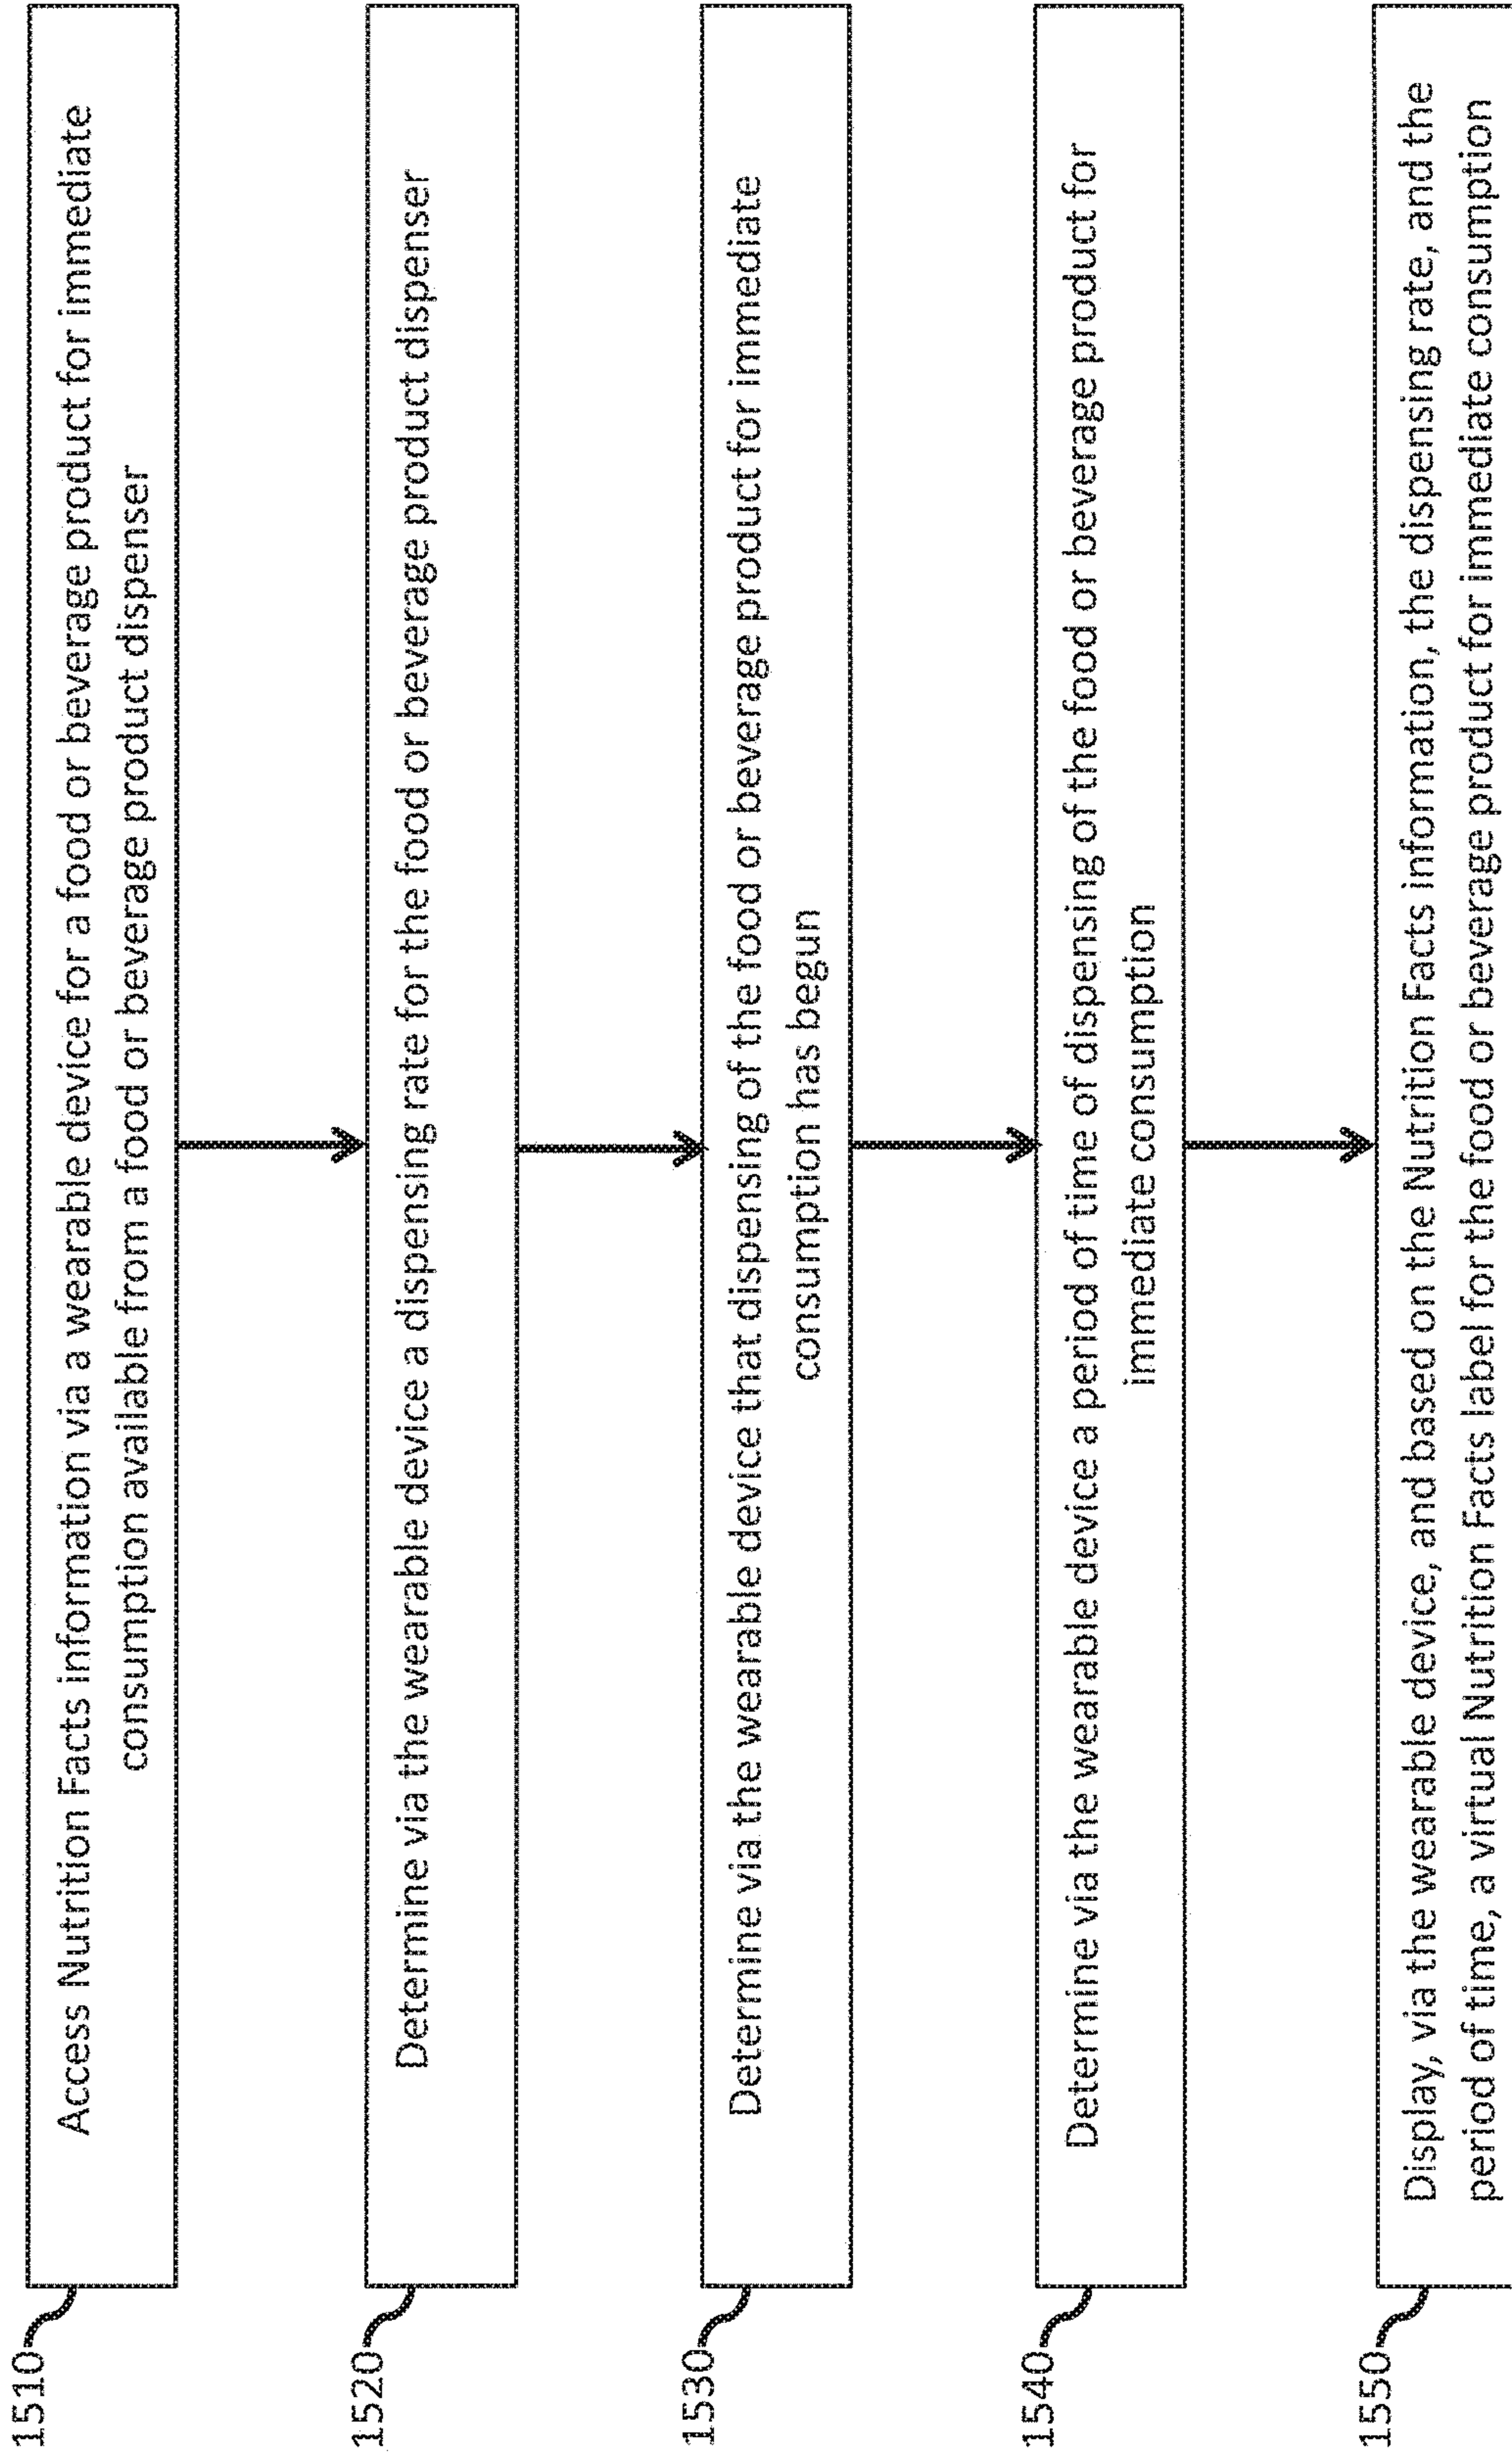 1510
Access Nutrition Facts information via a wearable device for a food or beverage product for immediate
consumption available from a food or beverage product dispenser
1520
Determine via the wearable device a dispensing rate for the food or beverage product dispenser
1530
Determine via the wearable device that dispensing of the food or beverage product for immediate
consumption has begun
1540
Determine via the wearable device a period of time of dispensing of the food or beverage product for
immediate consumption
1550
Display, via the wearable device, and based on the Nutrition Facts information, the dispensing rate, and the
period of time, a virtual Nutrition Facts label for the food or beverage product for immediate consumption